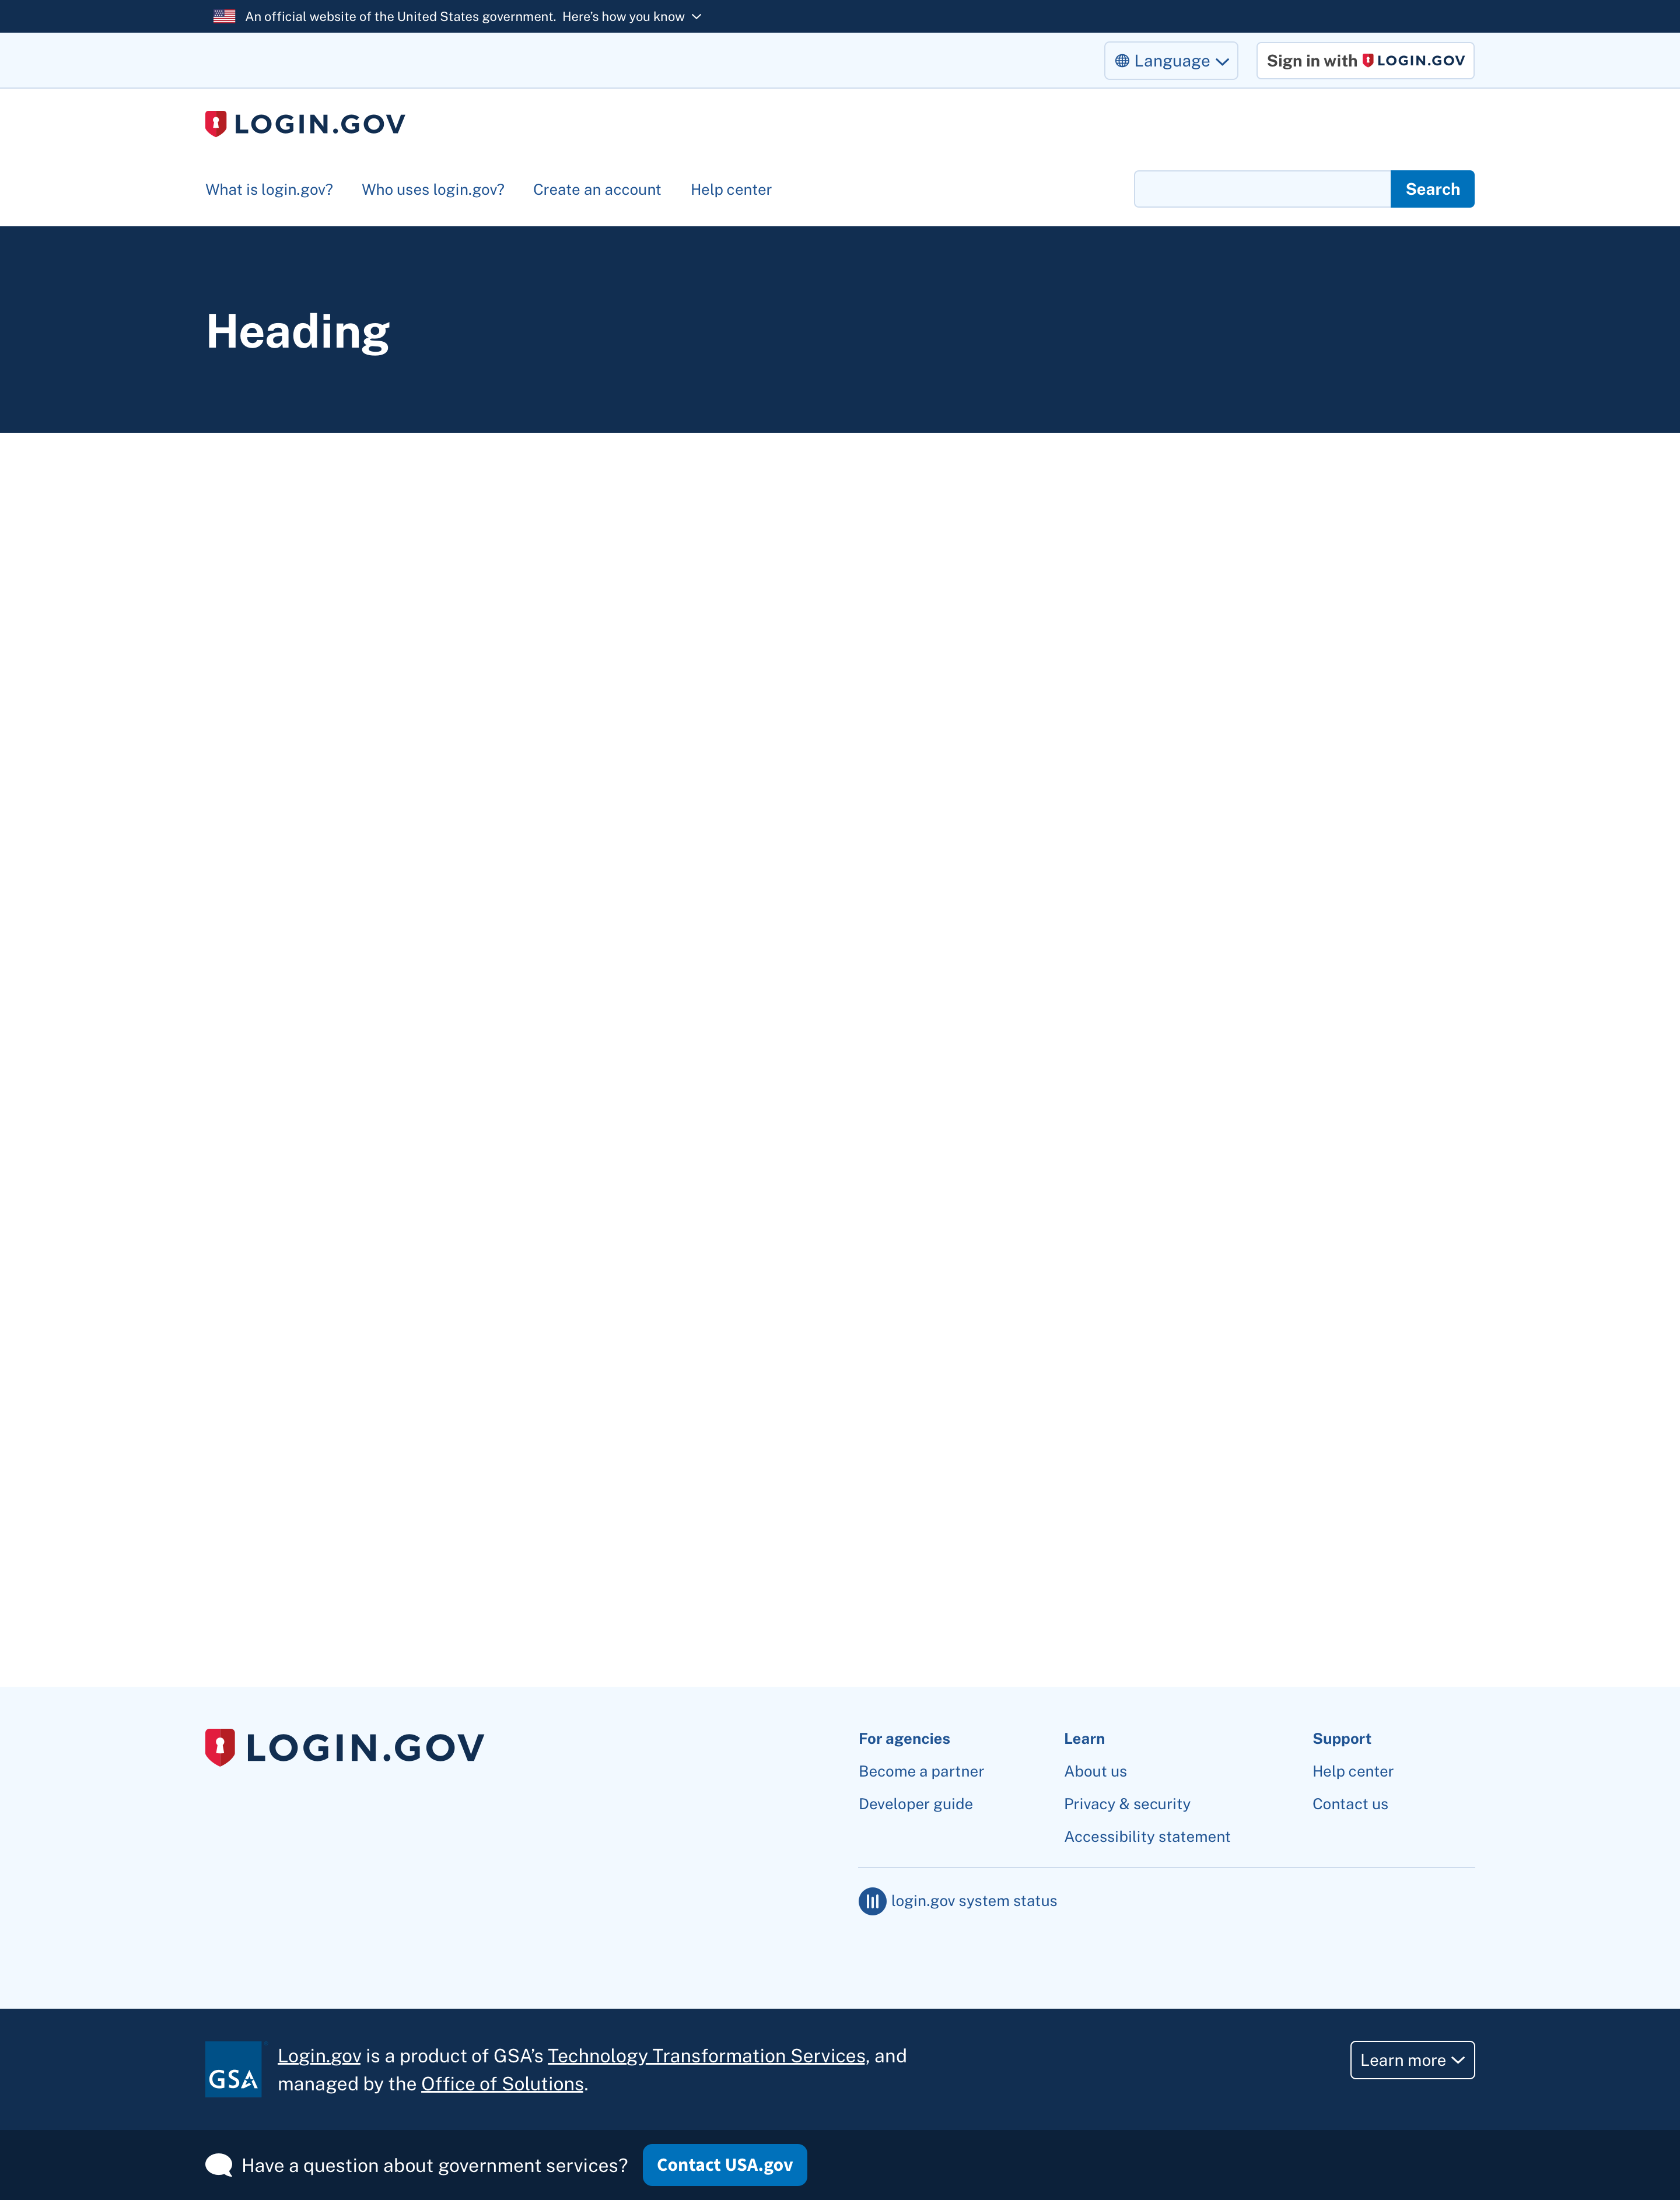 An official website of the United States government. Here's how you know
Language
Sign in with LOGIN.GOV
LOGIN.GOV
What is login.gov? Who uses login.gov? Create an account Help center
Search
Heading
LOGIN.GOV
For agencies
Become a partner
Developer guide
Learn
About us
Privacy & security
Accessibility statement
Support
Help center
Contact us
login.gov system status
GSA
Login.gov is a product of GSA’s Technology Transformation Services, and
managed by the Office of Solutions.
Learn more
Have a question about government services?
Contact USA.gov